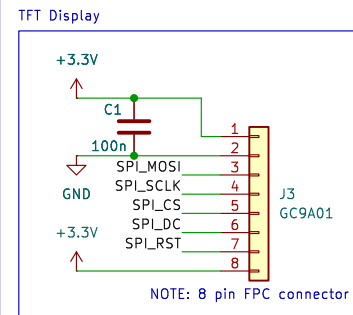 TFT Display
+3.3V
C1
100n
GND
1
2
SPI_MOSI 3
SPI_SCLK 4
SPI_CS 5
SPI_DC 6
SPI_RST 7
+3.3V
8
J3
GC9A01
NOTE: 8 pin FPC connector